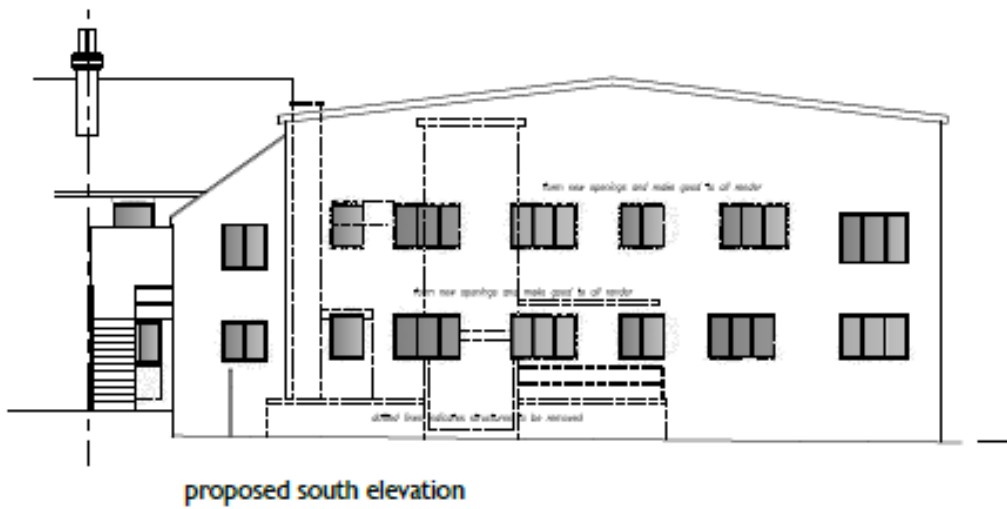 form new openings and make good to all render
form new openings and make good to all render
dotted lines indicates structures to be removed
proposed south elevation